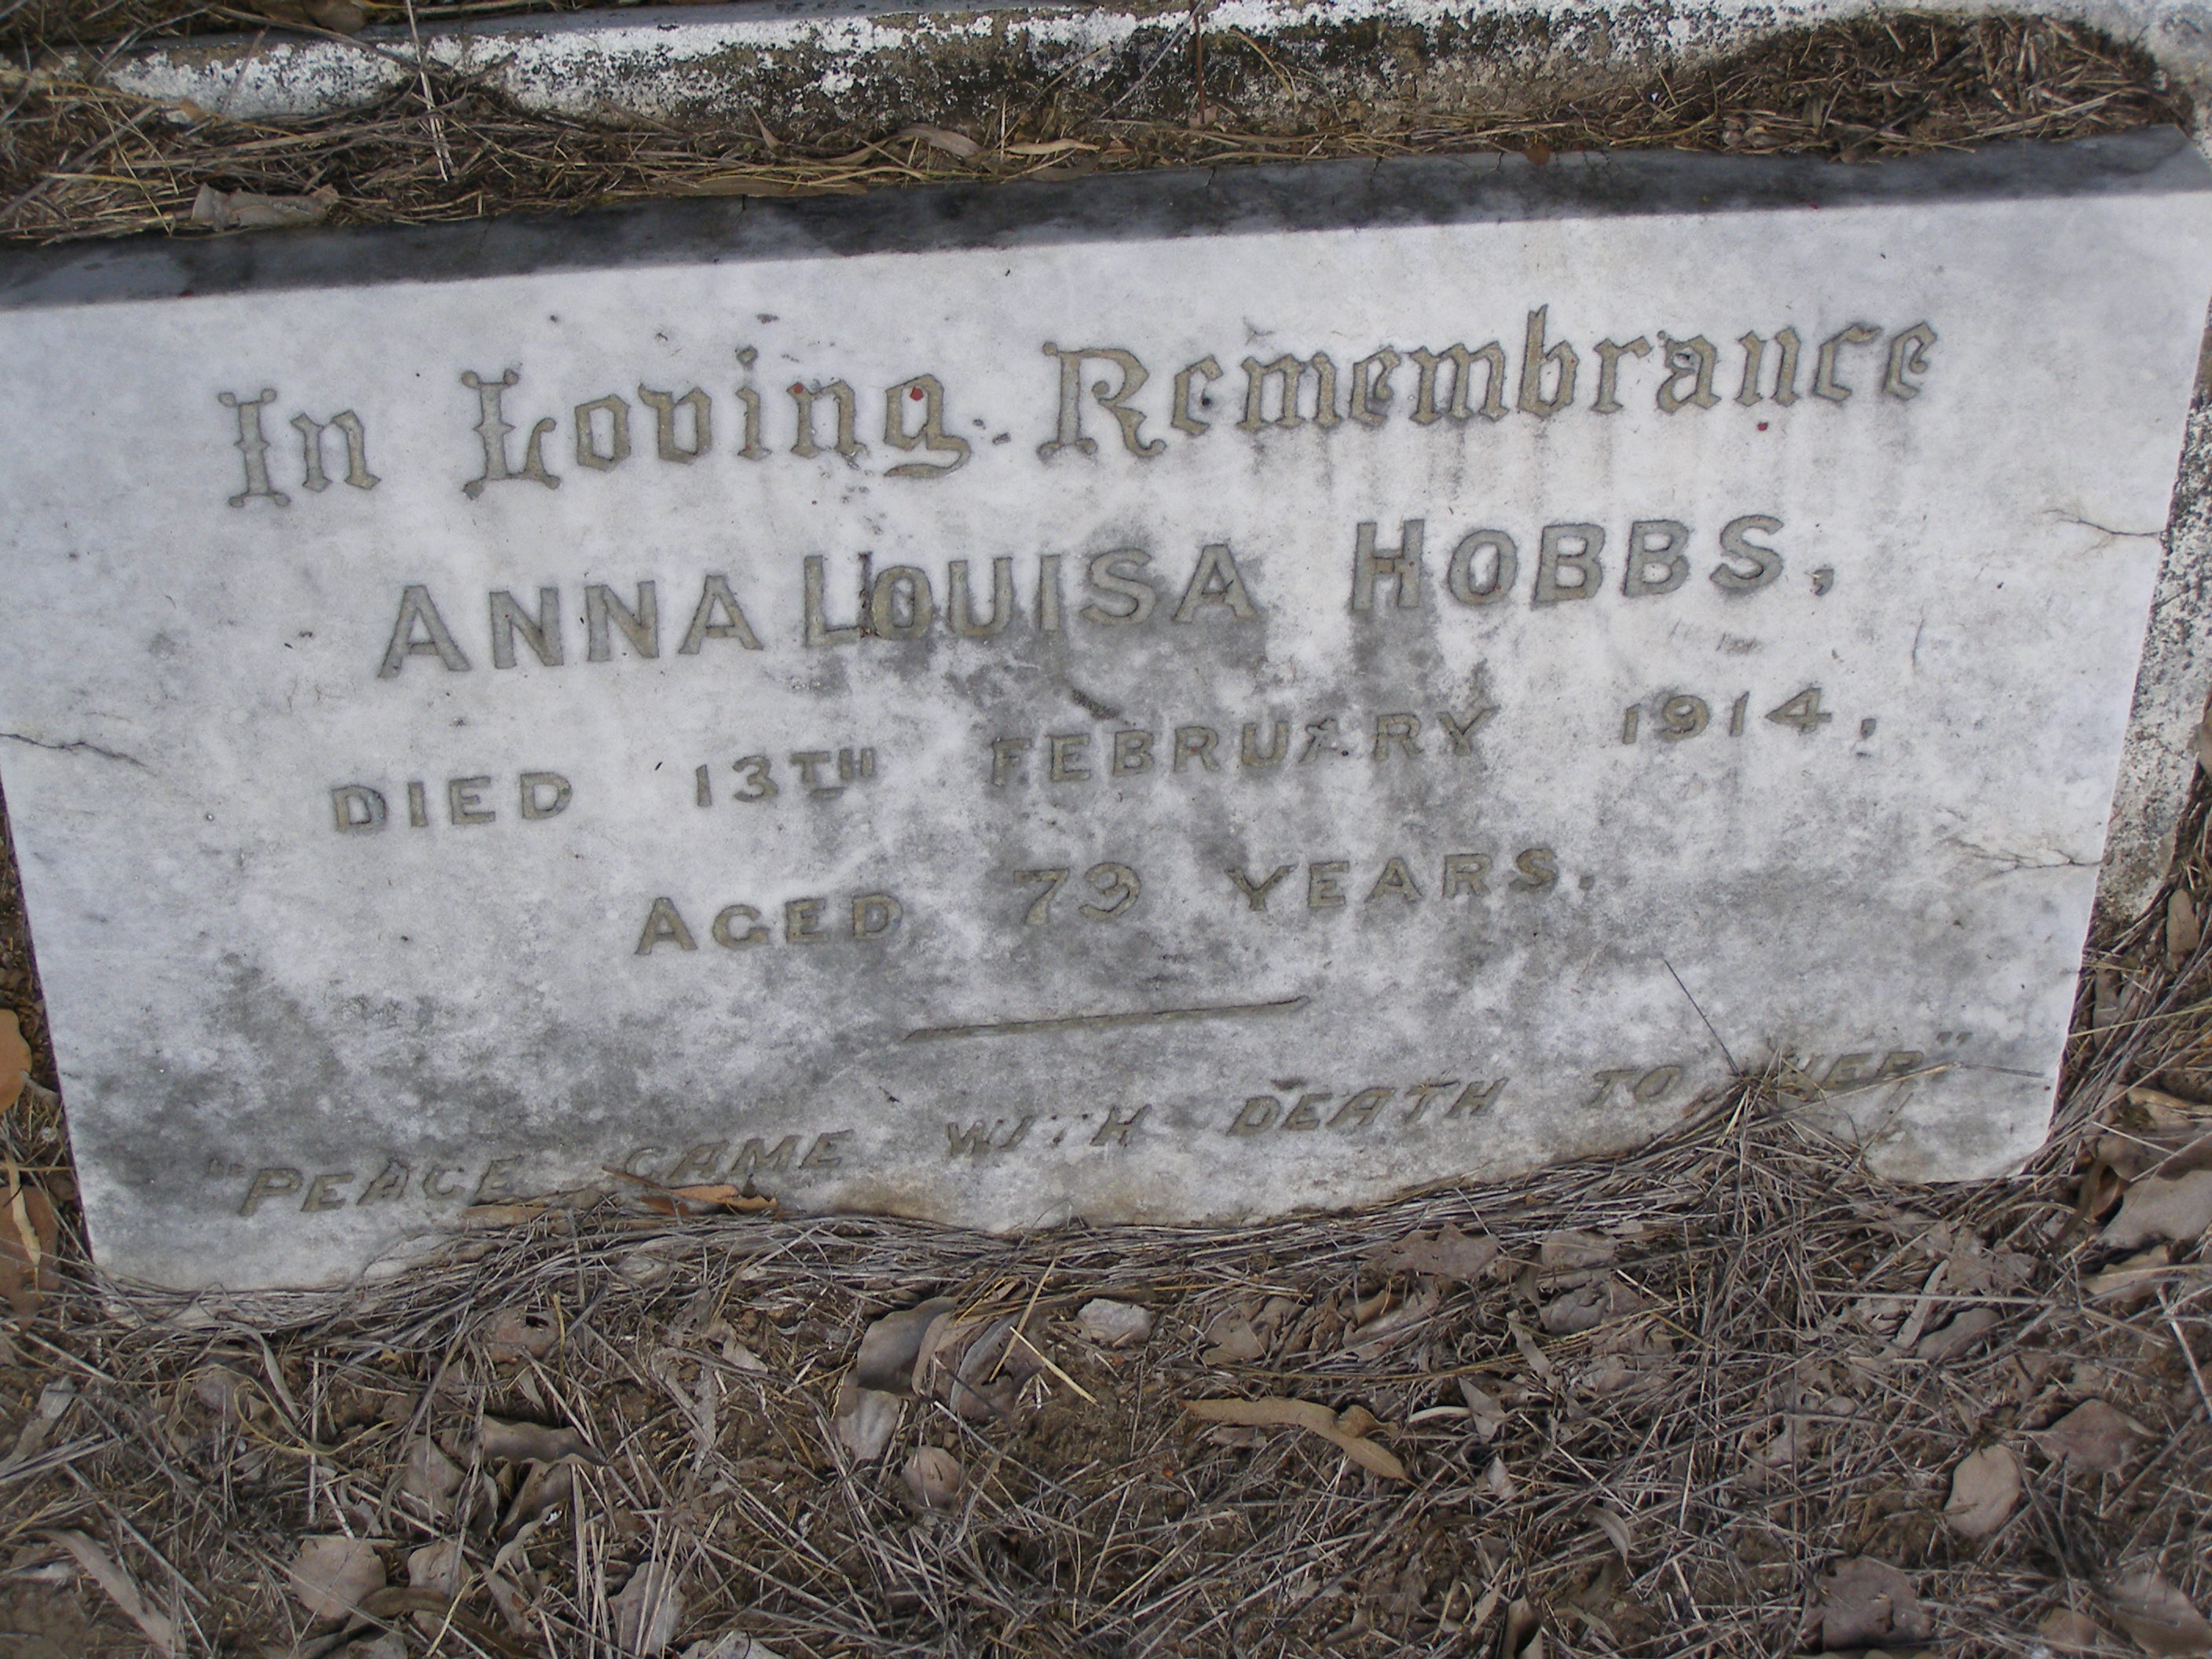 In Loving Remembrance
ANNA LOUISA HOBBS,
DIED 13TH FEBRUARY 1914,
AGED 79 YEARS.
"PEACE CAME WITH DEATH TO HER"